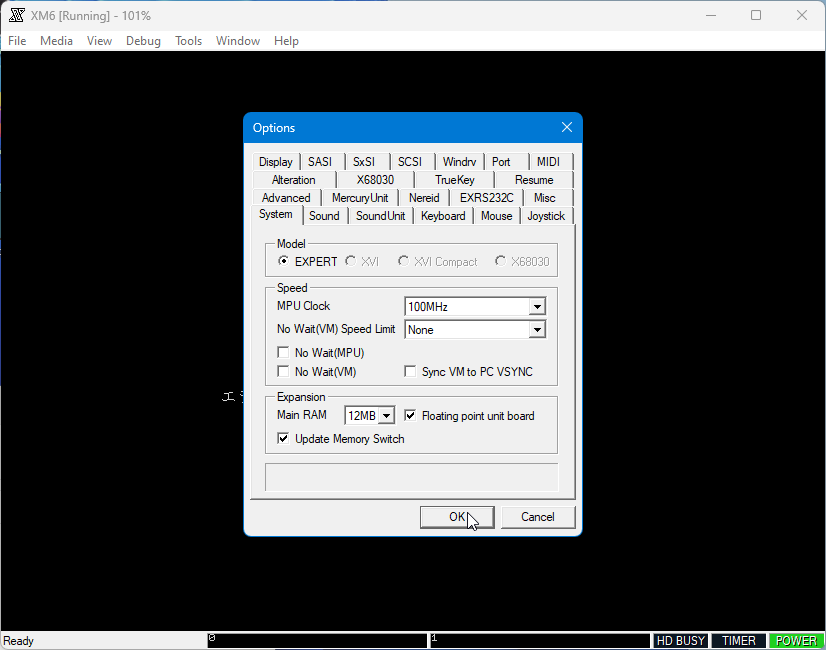 XM6 [Running] - 101%
File Media View Debug Tools Window Help
Options
Display SASI SxSI SCSI Windrv Port MIDI
Alteration X68030 TrueKey Resume
Advanced MercuryUnit Nereid EXRS232C Misc
System Sound SoundUnit Keyboard Mouse Joystick
Model
EXPERT XVI XVI Compact X68030
Speed
MPU Clock 100MHz
No Wait(VM) Speed Limit None
No Wait(MPU)
No Wait(VM) Sync VM to PC VSYNC
エ
Expansion
Main RAM 12MB Floating point unit board
Update Memory Switch
OK Cancel
Ready 0 1 HD BUSY TIMER POWER